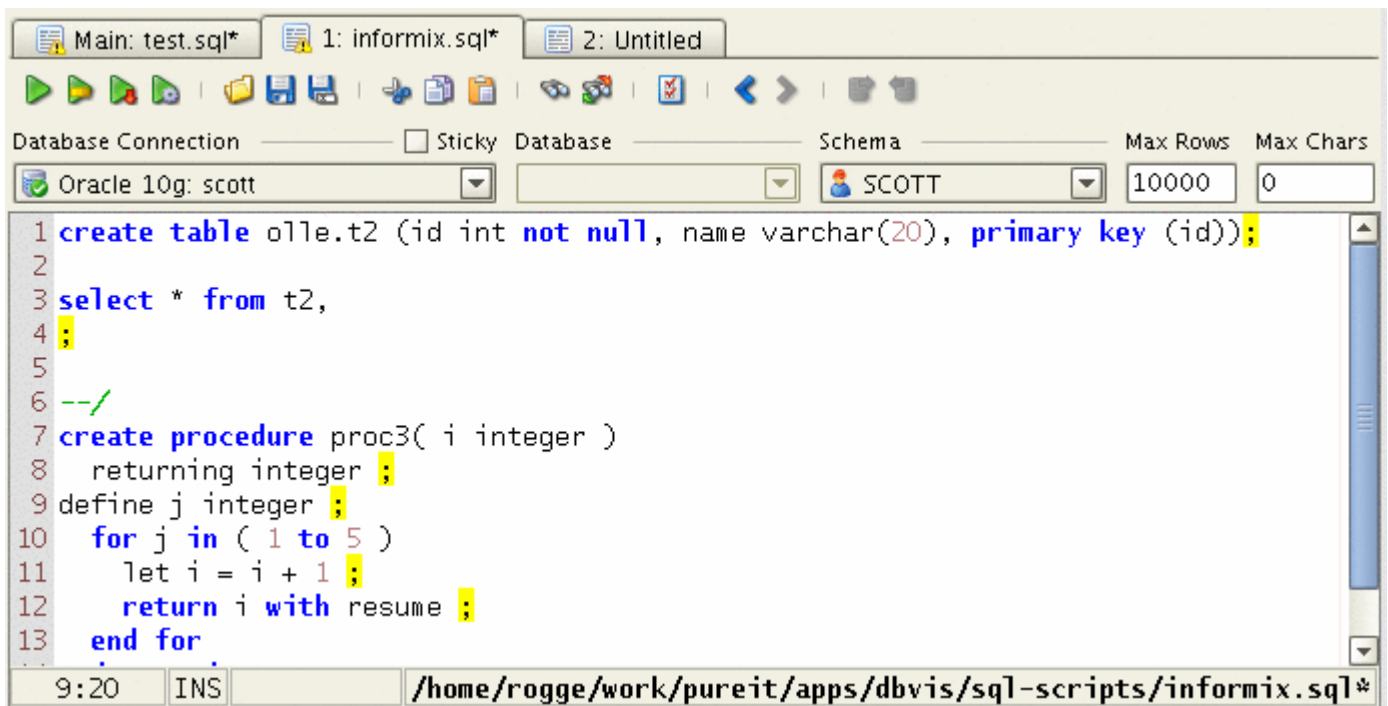 Main: test.sql* 1: informix.sql* 2: Untitled
Database Connection Sticky Database Schema Max Rows Max Chars
Oracle 10g: scott SCOTT 10000 0
1 create table olle.t2 (id int not null, name varchar(20), primary key (id));
2
3 select * from t2,
4 ;
5
6 --/
7 create procedure proc3( i integer )
8 returning integer ;
9 define j integer ;
10 for j in ( 1 to 5 )
11 let i = i + 1 ;
12 return i with resume ;
13 end for
9:20 INS /home/rogge/work/pureit/apps/dbvis/sql-scripts/informix.sql*